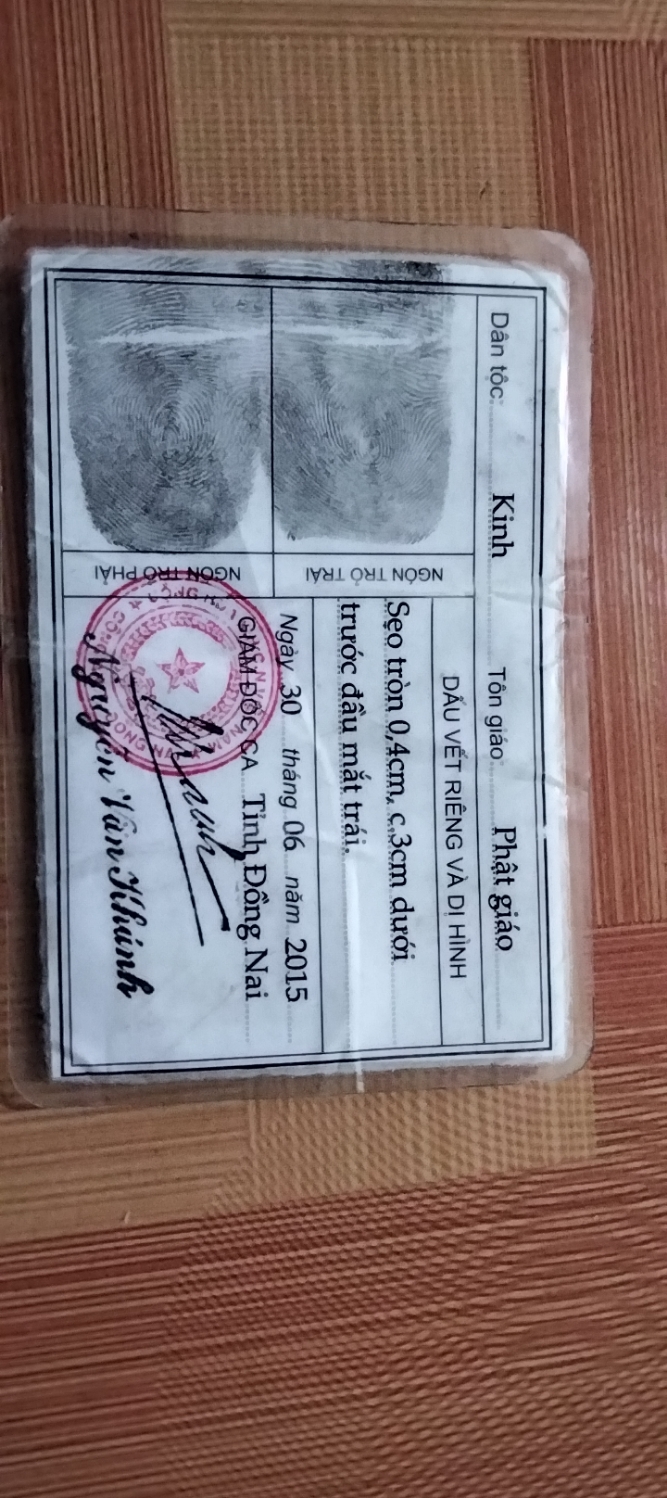 Dân tộc: Kinh Tôn giáo: Phật giáo
NGÓN TRỎ TRÁI
DẤU VẾT RIÊNG VÀ DỊ HÌNH
Sẹo tròn 0,4cm, c.3cm dưới
trước đầu mắt trái.
NGÓN TRỎ PHẢI
Ngày 30 tháng 06 năm 2015
GIÁM ĐỐC CA Tỉnh Đồng Nai
Nguyễn Văn Khánh